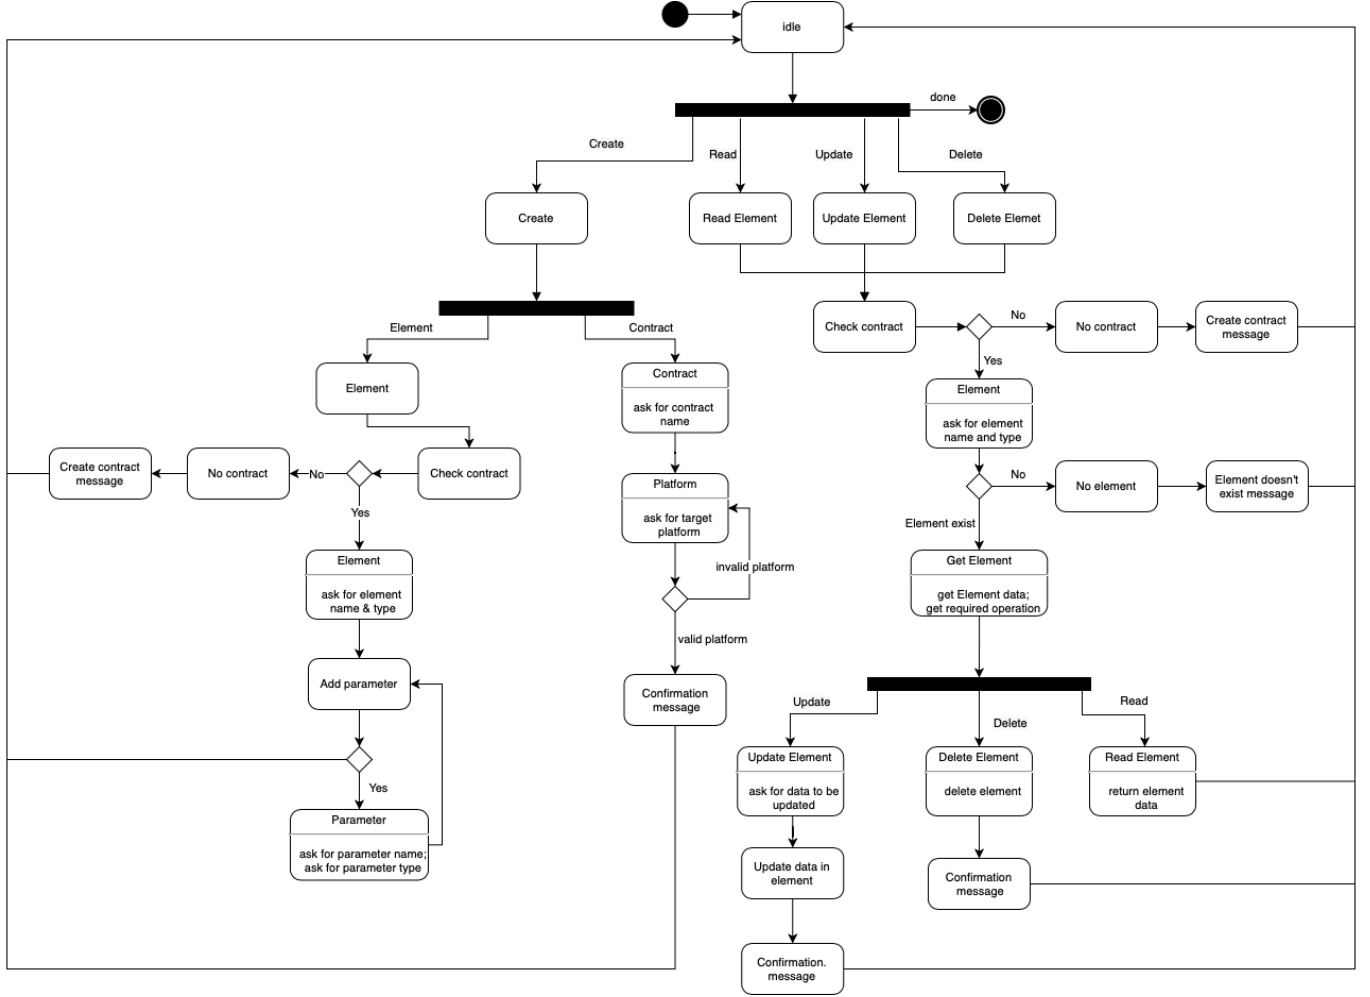 idle
done
Create
Read
Update
Delete
Create
Read Element
Update Element
Delete Elemet
Element
Contract
Check contract
No
No contract
Create contract
message
Yes
Element
Contract
ask for contract
name
Element
ask for element
name and type
Create contract
message
No contract
No
Check contract
Yes
Platform
ask for target
platform
invalid platform
valid platform
No
No element
Element doesn't
exist message
Element exist
Element
ask for element
name & type
Get Element
get Element data;
get required operation
Add parameter
Confirmation
message
Update
Delete
Read
Yes
Parameter
ask for parameter name;
ask for parameter type
Update Element
ask for data to be
updated
Delete Element
delete element
Read Element
return element
data
Update data in
element
Confirmation
message
Confirmation.
message